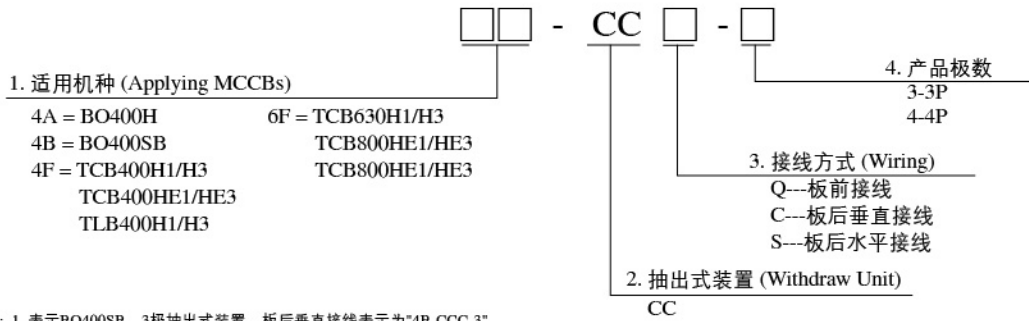 □□ - CC □ - □
1. 适用机种 (Applying MCCBs)
4A = BO400H
4B = BO400SB
4F = TCB400H1/H3
TCB400HE1/HE3
TLB400H1/H3
6F = TCB630H1/H3
TCB800HE1/HE3
TCB800HE1/HE3
4. 产品极数
3-3P
4-4P
3. 接线方式 (Wiring)
Q---板前接线
C---板后垂直接线
S---板后水平接线
2. 抽出式装置 (Withdraw Unit)
CC
1. 表示BO400SB、3极抽出式装置、板后垂直接线表示为"4B-CCC-3"